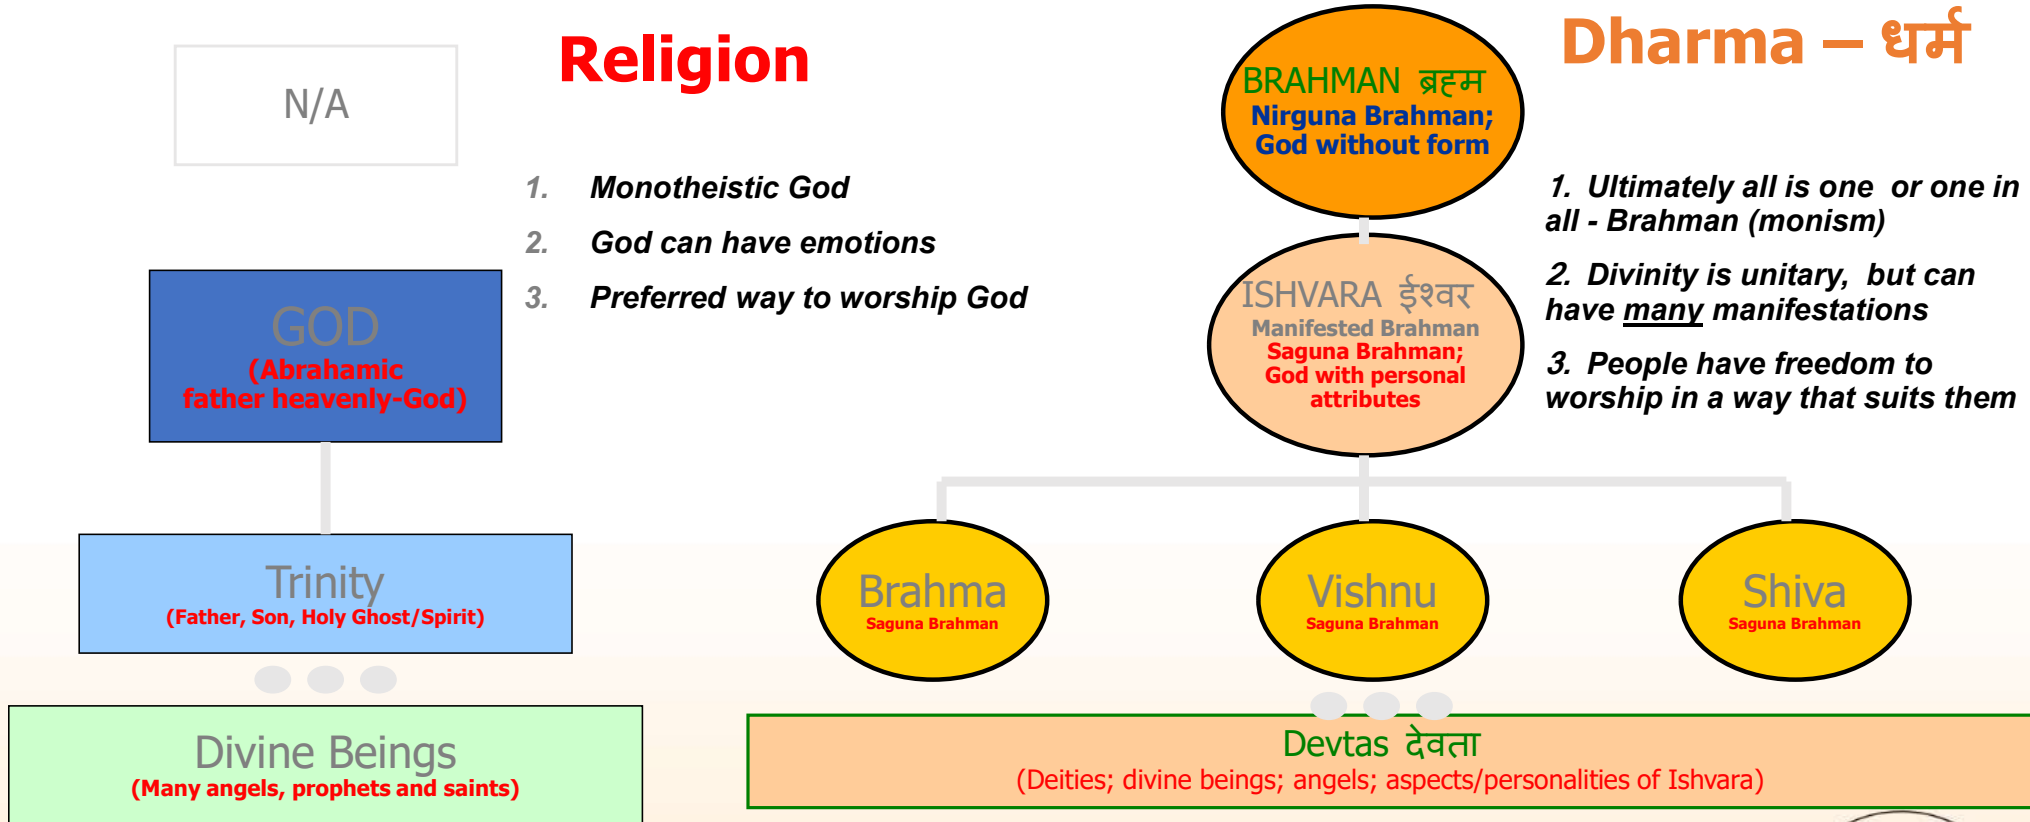 Religion
N/A
1. Monotheistic God
2. God can have emotions
3. Preferred way to worship God
GOD
(Abrahamic
father heavenly-God)
Trinity
(Father, Son, Holy Ghost/Spirit)
Divine Beings
(Many angels, prophets and saints)
Dharma – धर्म
BRAHMAN ब्रह्म
Nirguna Brahman;
God without form
1. Ultimately all is one or one in
all - Brahman (monism)
2. Divinity is unitary, but can
have many manifestations
3. People have freedom to
worship in a way that suits them
ISHVARA ईश्वर
Manifested Brahman
Saguna Brahman;
God with personal
attributes
Brahma
Saguna Brahman
Vishnu
Saguna Brahman
Shiva
Saguna Brahman
Devtas देवता
(Deities; divine beings; angels; aspects/personalities of Ishvara)